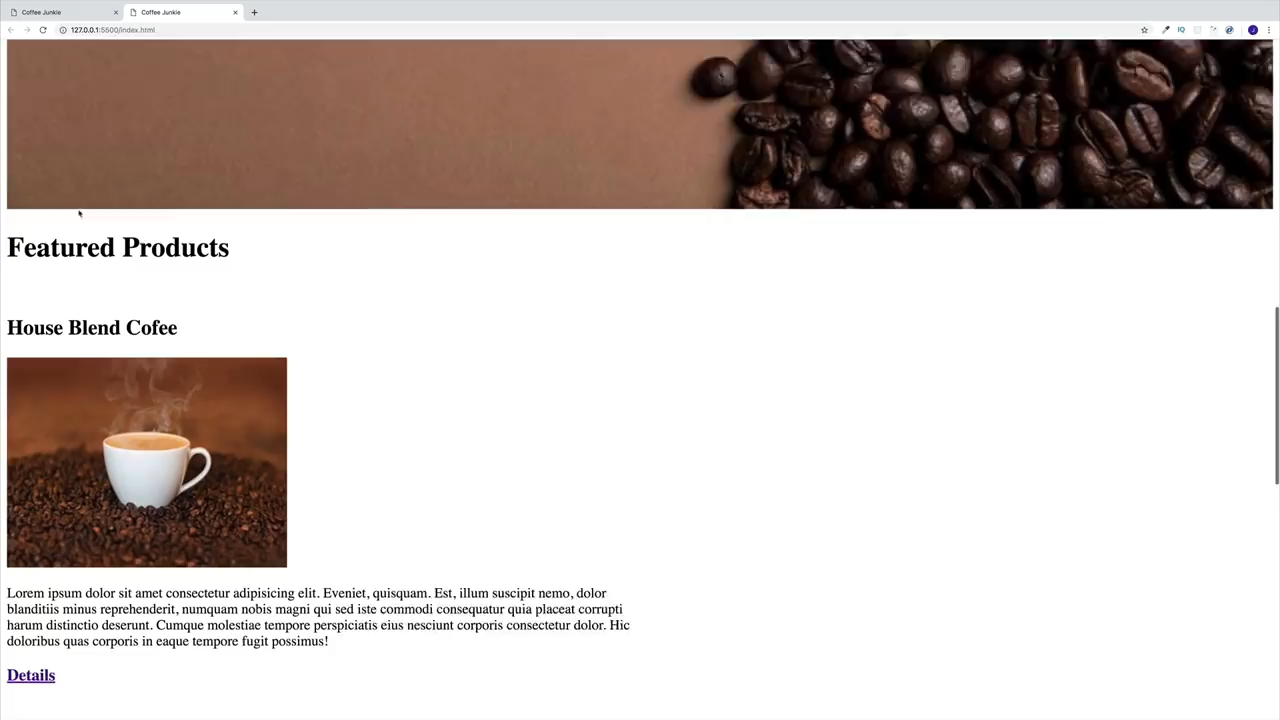 Coffee Junkie
Coffee Junkie
127.0.0.1:5500/index.html
IQ
J
Featured Products
House Blend Cofee
Lorem ipsum dolor sit amet consectetur adipisicing elit. Eveniet, quisquam. Est, illum suscipit nemo, dolor
blanditiis minus reprehenderit, numquam nobis magni qui sed iste commodi consequatur quia placeat corrupti
harum distinctio deserunt. Cumque molestiae tempore perspiciatis eius nesciunt corporis consectetur dolor. Hic
doloribus quas corporis in eaque tempore fugit possimus!
Details